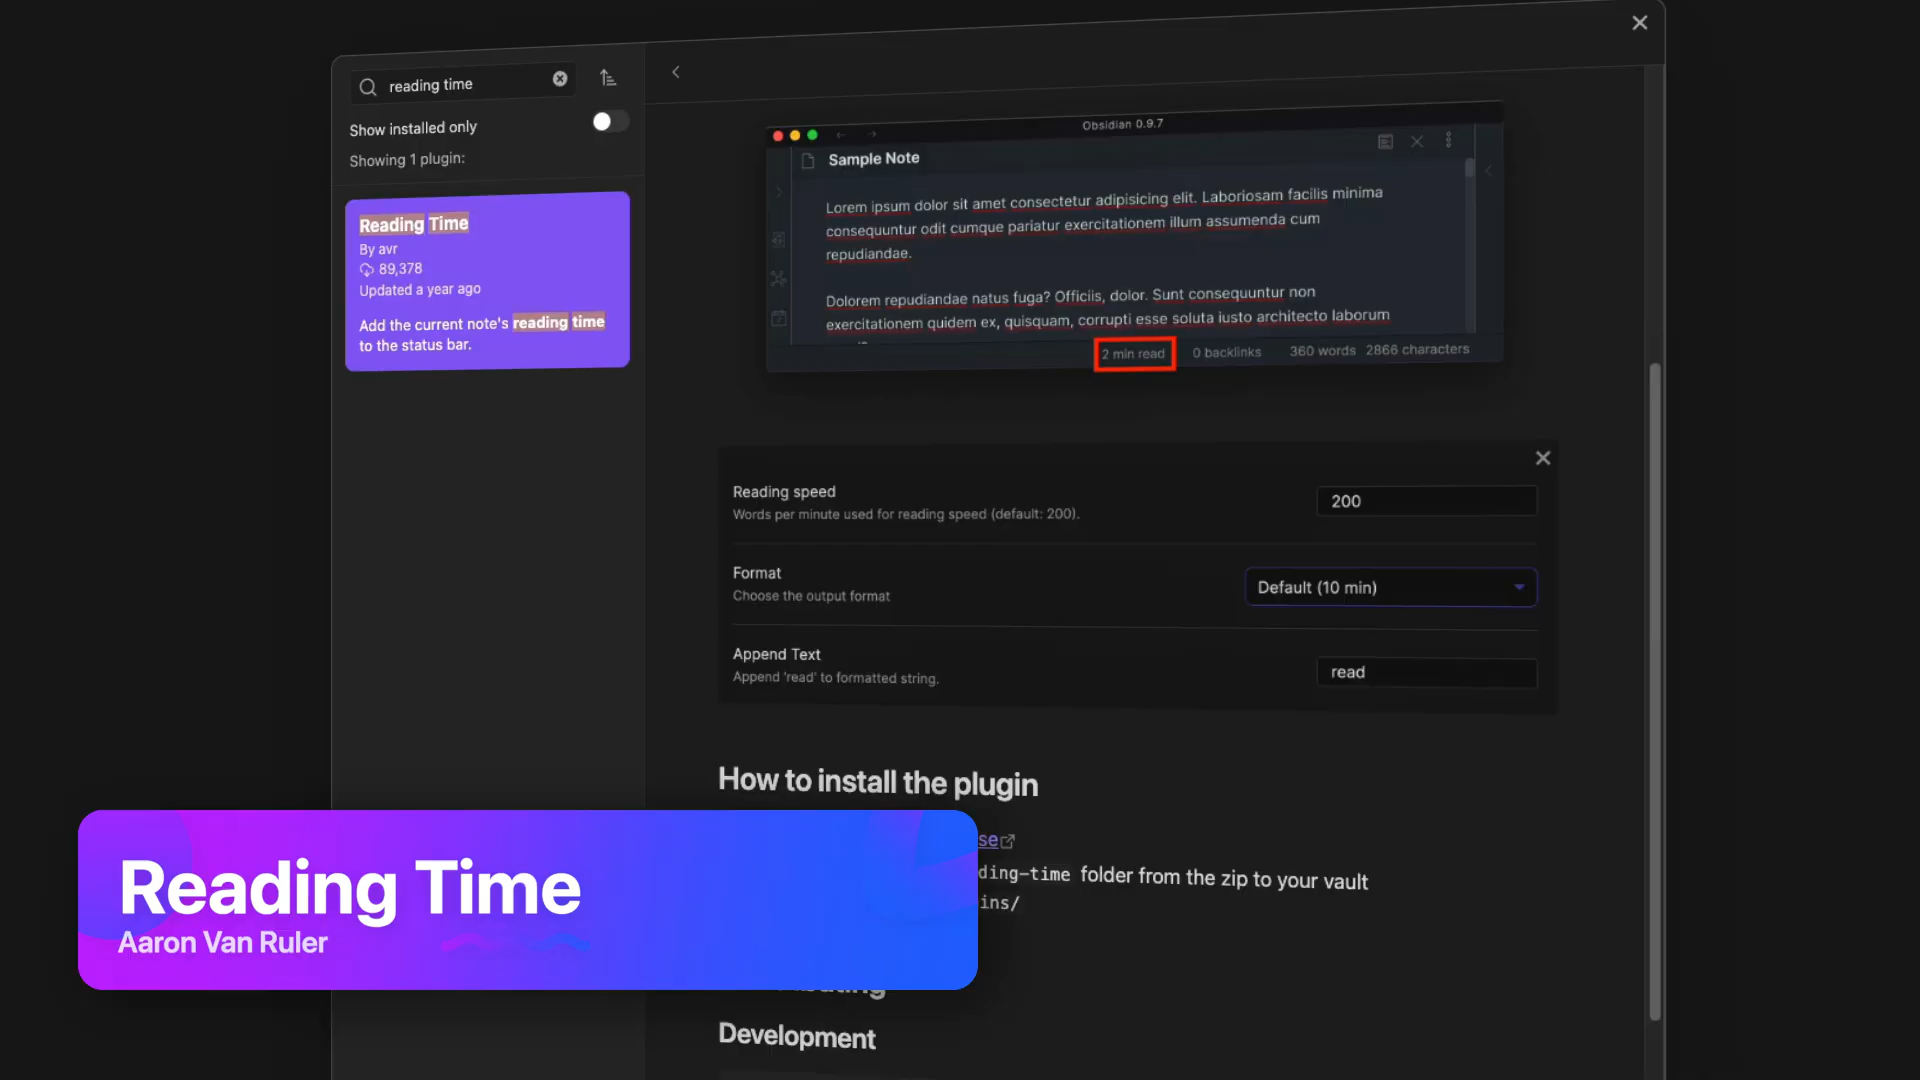 reading time
Show installed only
Showing 1 plugin:
Reading Time
By avr
89,378
Updated a year ago
Add the current note's reading time
to the status bar.
Obsidian 0.9.7
Sample Note
Lorem ipsum dolor sit amet consectetur adipisicing elit. Laboriosam facilis minima
consequuntur odit cumque pariatur exercitationem illum assumenda cum
repudiandae.
Dolorem repudiandae natus fuga? Officiis, dolor. Sunt consequuntur non
exercitationem quidem ex, quisquam, corrupti esse soluta iusto architecto laborum
2 min read 0 backlinks 360 words 2866 characters
Reading speed
Words per minute used for reading speed (default: 200).
200
Format
Choose the output format
Default (10 min)
Append Text
Append 'read' to formatted string.
read
How to install the plugin
se
ding-time folder from the zip to your vault
ins/
Reading Time
Aaron Van Ruler
Development